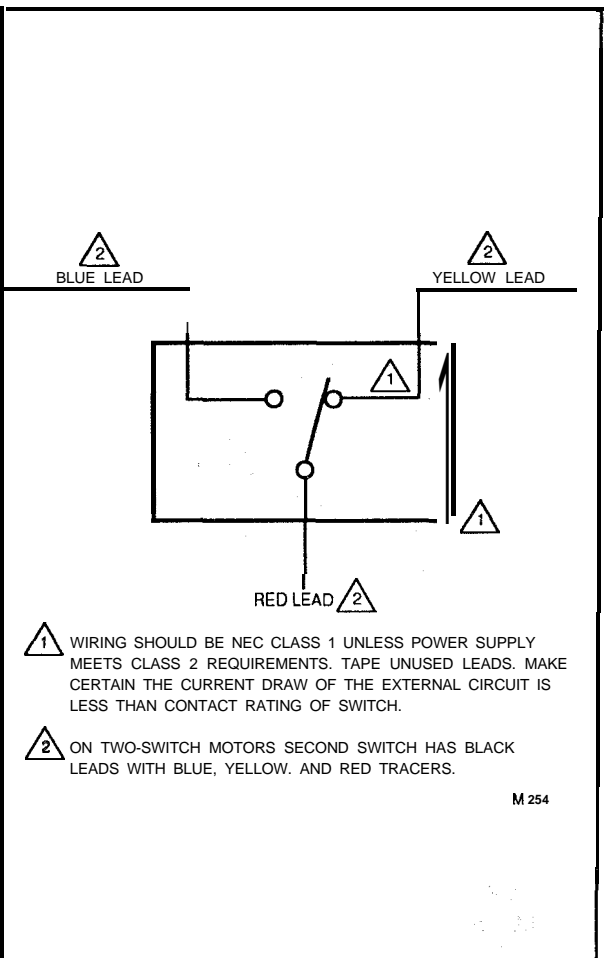 2 2
BLUE LEAD YELLOW LEAD
1
1
RED LEAD 2
1 WIRING SHOULD BE NEC CLASS 1 UNLESS POWER SUPPLY
MEETS CLASS 2 REQUIREMENTS. TAPE UNUSED LEADS. MAKE
CERTAIN THE CURRENT DRAW OF THE EXTERNAL CIRCUIT IS
LESS THAN CONTACT RATING OF SWITCH.
2 ON TWO-SWITCH MOTORS SECOND SWITCH HAS BLACK
LEADS WITH BLUE, YELLOW. AND RED TRACERS.
M 254